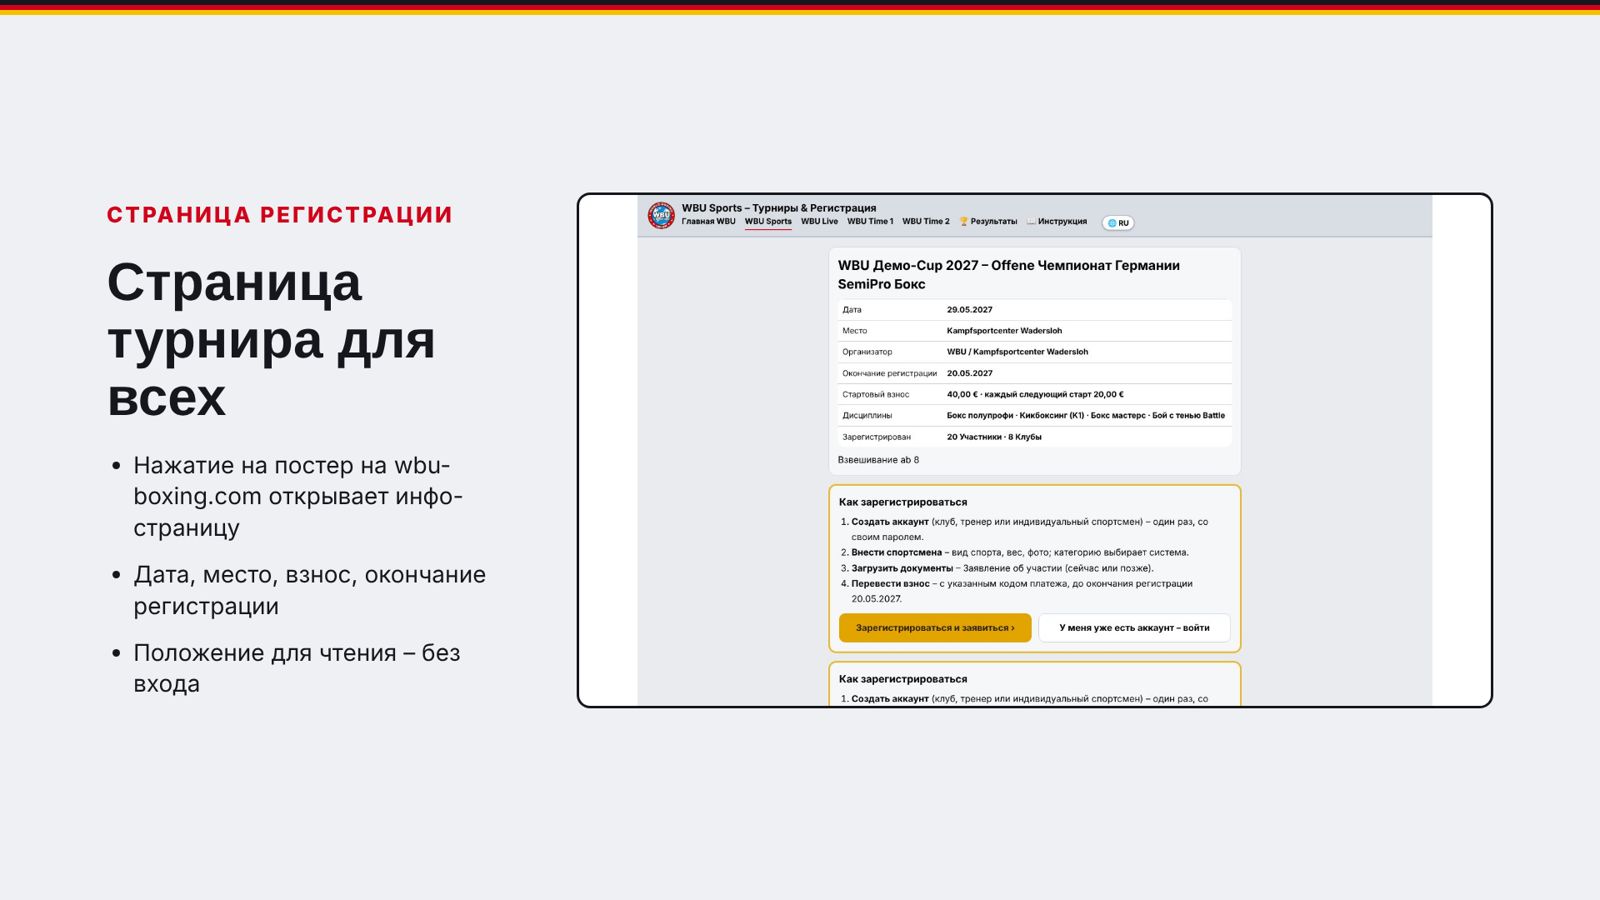 СТРАНИЦА РЕГИСТРАЦИИ
Страница
турнира для
всех
• Нажатие на постер на wbu-
boxing.com открывает инфо-
страницу
• Дата, место, взнос, окончание
регистрации
• Положение для чтения – без
входа
WBU
WBU Sports – Турниры & Регистрация
Главная WBU WBU Sports WBU Live WBU Time 1 WBU Time 2 🏆 Результаты 📖 Инструкция 🌐 RU
WBU Демо-Cup 2027 – Offene Чемпионат Германии
SemiPro Бокс
Дата 29.05.2027
Место Kampfsportcenter Wadersloh
Организатор WBU / Kampfsportcenter Wadersloh
Окончание регистрации 20.05.2027
Стартовый взнос 40,00 € · каждый следующий старт 20,00 €
Дисциплины Бокс полупрофи · Кикбоксинг (K1) · Бокс мастерс · Бой с тенью Battle
Зарегистрирован 20 Участники · 8 Клубы
Взвешивание ab 8
Как зарегистрироваться
1. Создать аккаунт (клуб, тренер или индивидуальный спортсмен) – один раз, со
своим паролем.
2. Внести спортсмена – вид спорта, вес, фото; категорию выбирает система.
3. Загрузить документы – Заявление об участии (сейчас или позже).
4. Перевести взнос – с указанным кодом платежа, до окончания регистрации
20.05.2027.
Зарегистрироваться и заявиться ›
У меня уже есть аккаунт – войти
Как зарегистрироваться
1. Создать аккаунт (клуб, тренер или индивидуальный спортсмен) – один раз, со